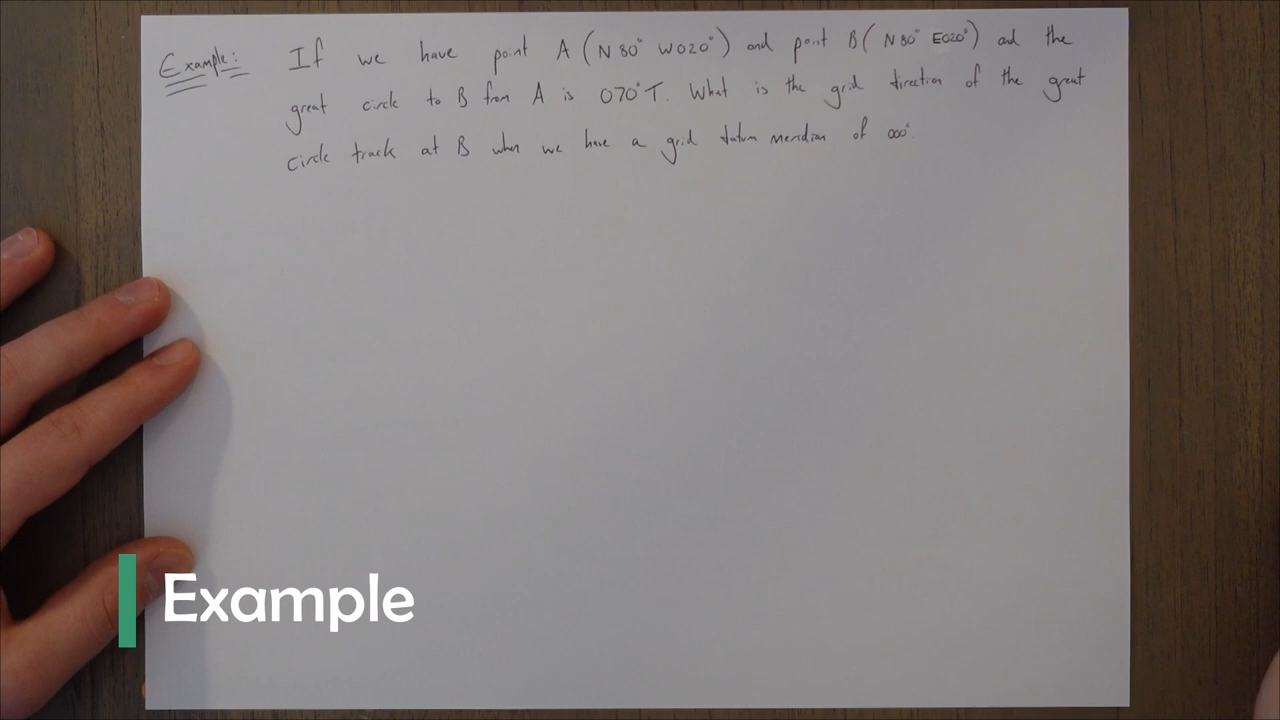 Example: If we have point A (N 80° W020°) and point B (N 80° E020°) and the
great circle to B from A is 070°T. What is the grid direction of the great
circle track at B when we have a grid datum meridian of 000°.
Example